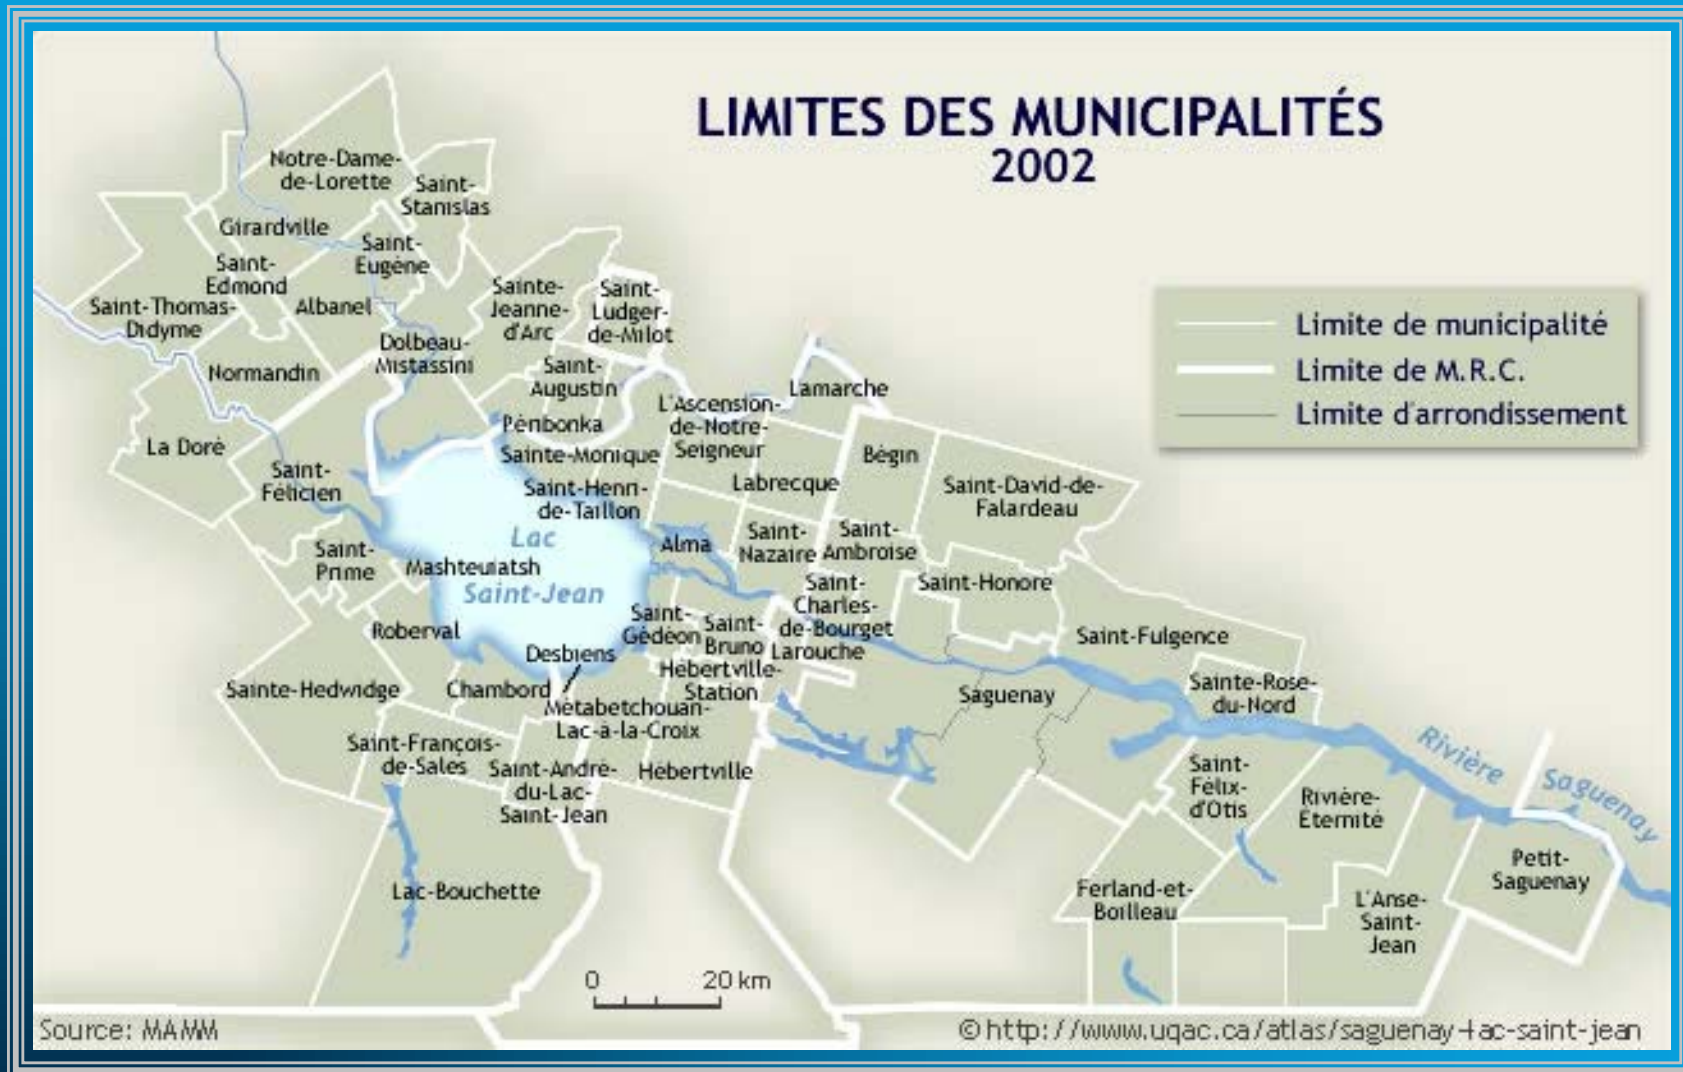 LIMITES DES MUNICIPALITÉS
2002
Notre-Dame-
de-Lorette
Saint-
Stanislas
Girardville
Saint-
Eugène
Saint-
Edmond
Saint-Thomas-
Didyme
Albanel
Sainte-
Jeanne-
d'Arc
Saint-
Ludger-
de-Milot
Dolbeau-
Mistassini
Normandin
Saint-
Augustin
Lamarche
L'Ascension-
de-Notre-
Seigneur
Péribonka
La Doré
Sainte-Monique
Bégin
Saint-
Félicien
Saint-Henri-
de-Taillon
Labrecque
Saint-David-de-
Falardeau
Limite de municipalité
Limite de M.R.C.
Limite d'arrondissement
Lac
Saint-Jean
Alma
Saint-
Nazaire
Saint-
Ambroise
Saint-
Prime
Mashteuiatsh
Saint-Honore
Saint-
Charles-
de-Bourget
Saint-
Gédéon
Saint-
Bruno
Larouche
Roberval
Desbiens
Hébertville-
Station
Saint-Fulgence
Sainte-Hedwidge
Chambord
Métabetchouan-
Lac-à-la-Croix
Saguenay
Sainte-Rose-
du-Nord
Saint-François-
de-Sales
Saint-André-
du-Lac-
Saint-Jean
Hébertville
Saint-
Félix-
d'Otis
Rivière-
Éternité
Rivière Saguenay
Petit-
Saguenay
Lac-Bouchette
Ferland-et-
Boilleau
L'Anse-
Saint-
Jean
0 20 km
Source: MAMM
© http://www.uqac.ca/atlas/saguenay-lac-saint-jean